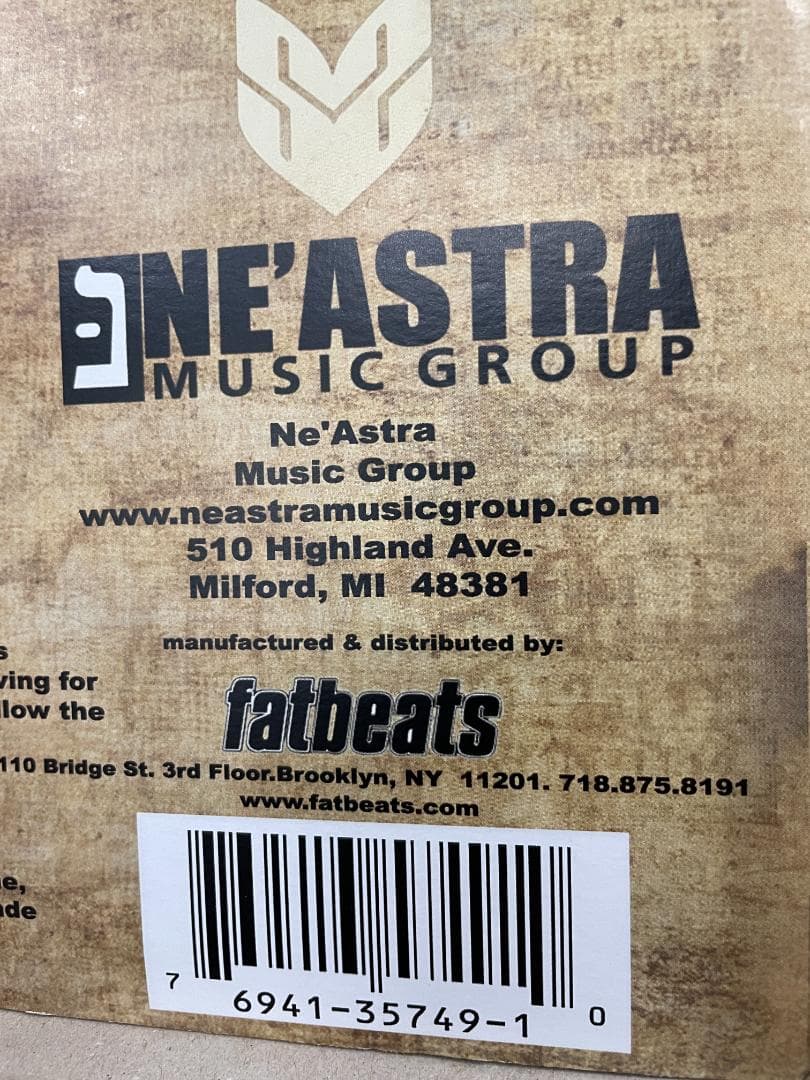 NE'ASTRA
MUSIC GROUP
Ne'Astra
Music Group
www.neastramusicgroup.com
510 Highland Ave.
Milford, MI 48381
manufactured & distributed by:
ving for
low the
fatbeats
110 Bridge St. 3rd Floor.Brooklyn, NY 11201. 718.875.8191
www.fatbeats.com
e,
ade
7 6941-35749-1 0